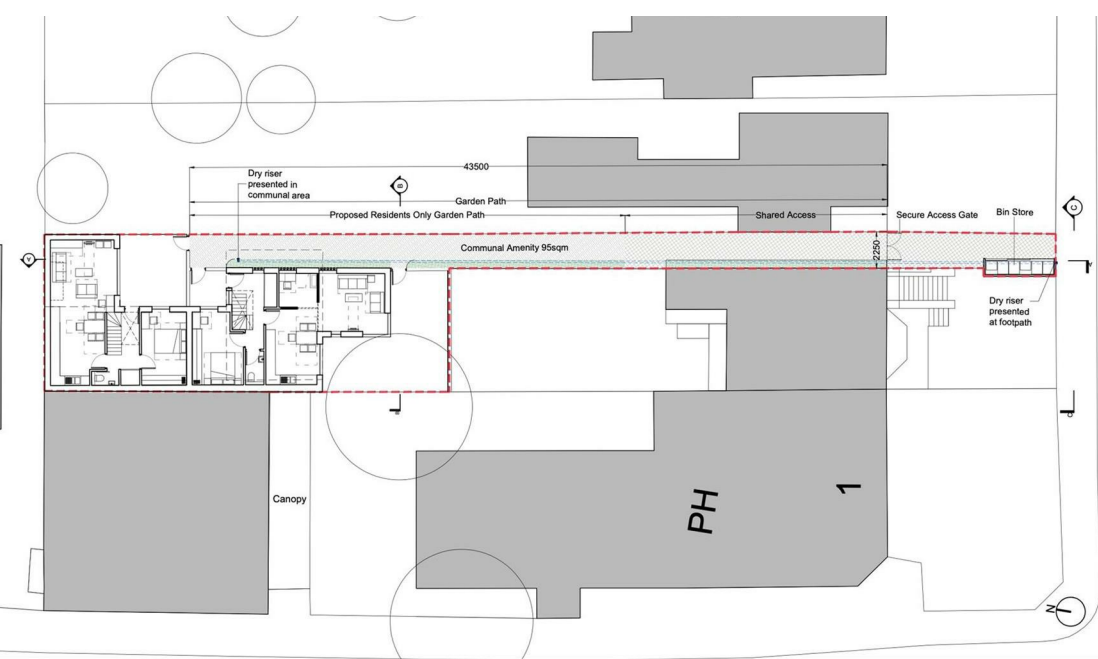 43500
Dry riser
presented in
communal area
B
Garden Path
Proposed Residents Only Garden Path
Shared Access
Secure Access Gate
Bin Store
C
Communal Amenity 95sqm
2250
A
A
Dry riser
presented
at footpath
B
C
Canopy
PH
1
N